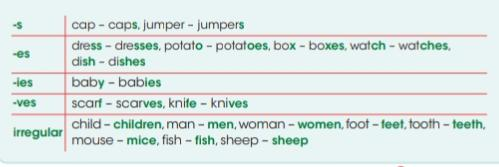 -s cap – caps, jumper – jumpers
-es dress – dresses, potato – potatoes, box – boxes, watch – watches,
dish – dishes
-ies baby – babies
-ves scarf – scarves, knife – knives
irregular child – children, man – men, woman – women, foot – feet, tooth – teeth,
mouse – mice, fish – fish, sheep – sheep